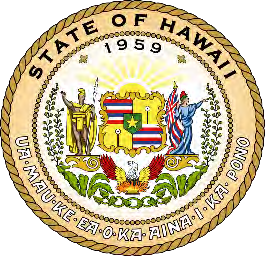 STATE OF HAWAII
1959
UA·MAU·KE·EA·O·KA·AINA·I·KA·PONO